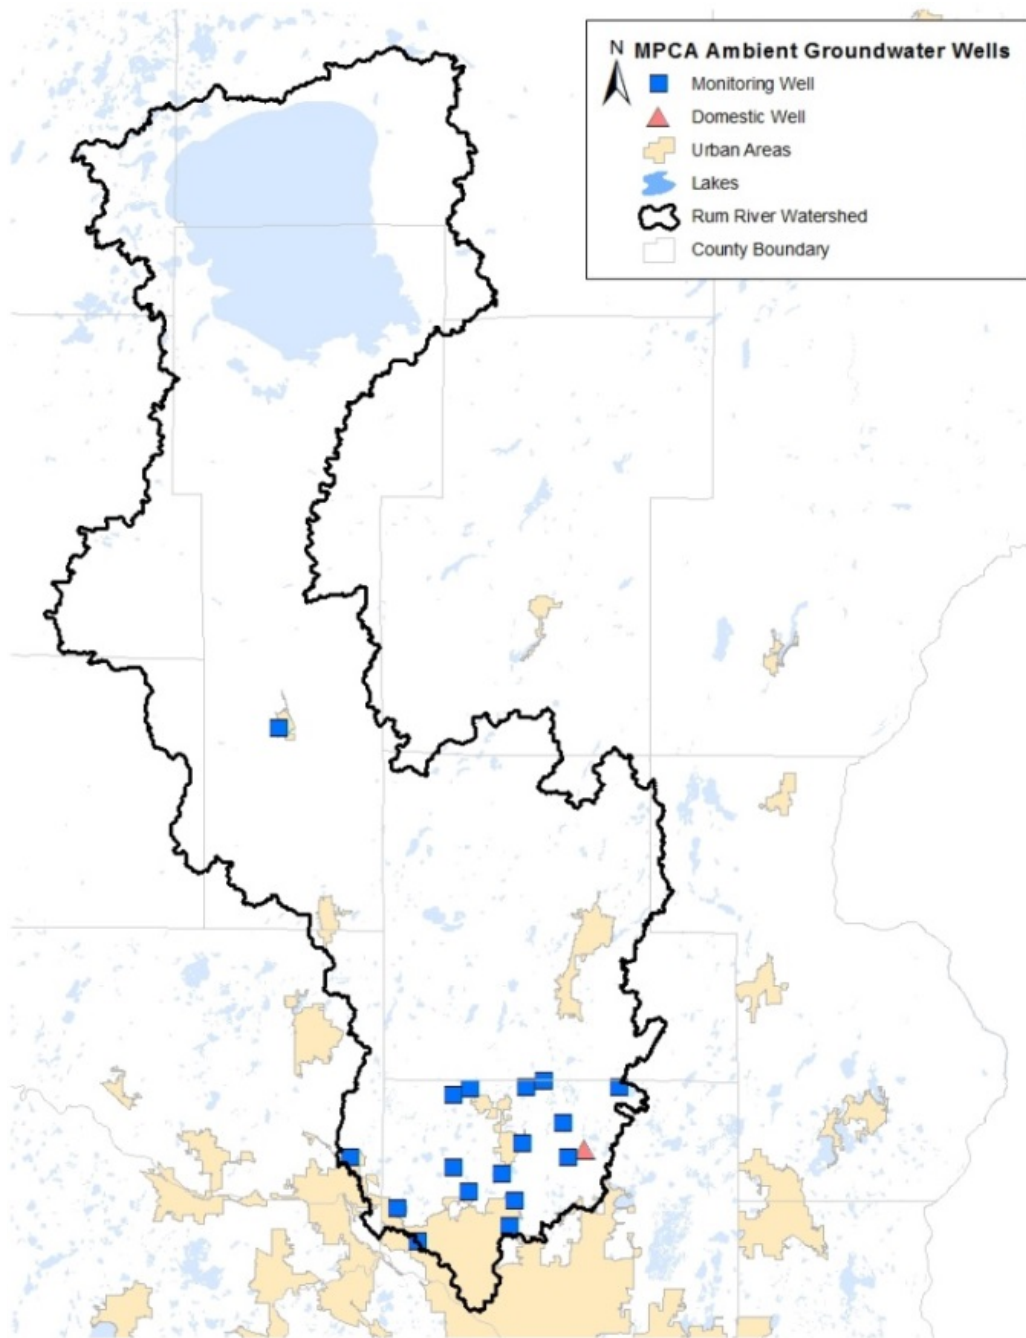 N
MPCA Ambient Groundwater Wells
Monitoring Well
Domestic Well
Urban Areas
Lakes
Rum River Watershed
County Boundary